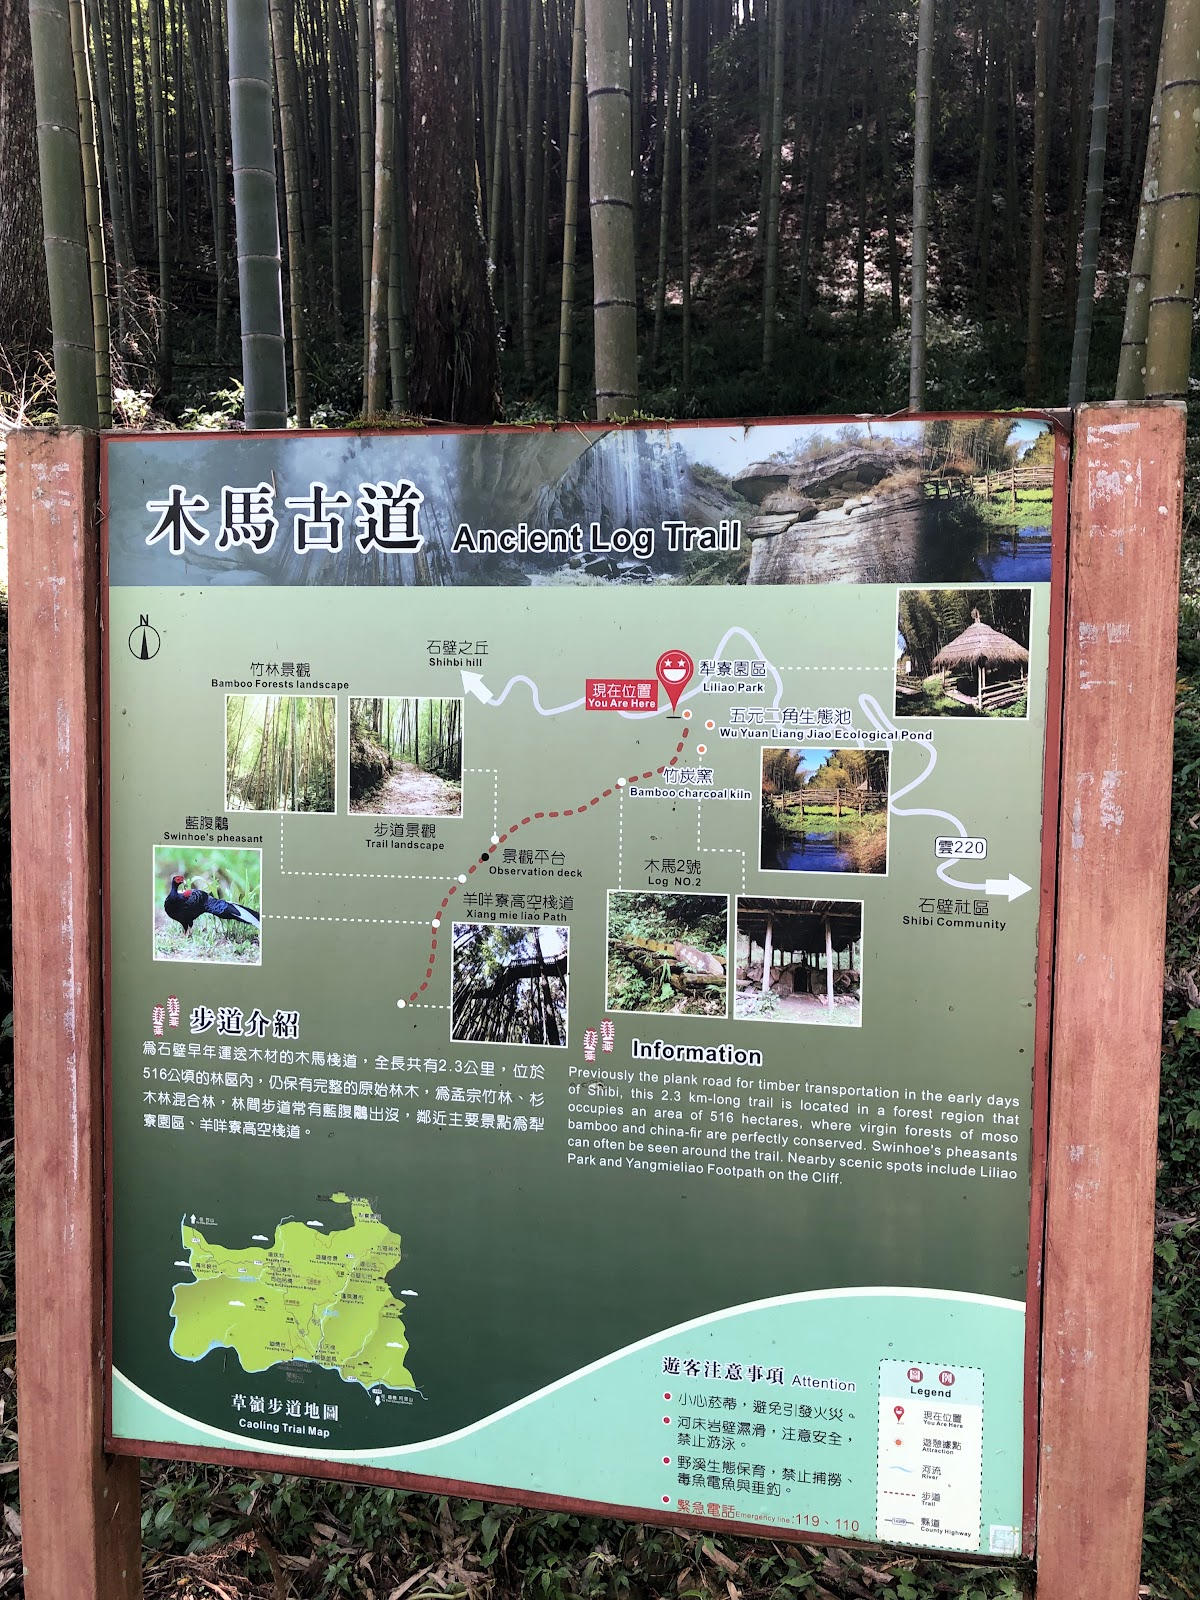 木馬古道 Ancient Log Trail
N
石壁之丘
Shihbi hill
竹林景觀
Bamboo Forests landscape
現在位置
You Are Here
犁寮園區
Liliao Park
五元二角生態池
Wu Yuan Liang Jiao Ecological Pond
竹炭窯
Bamboo charcoal kiln
藍腹鷴
Swinhoe's pheasant
步道景觀
Trail landscape
景觀平台
Observation deck
木馬2號
Log NO.2
雲220
羊咩寮高空棧道
Xiang mie liao Path
石壁社區
Shibi Community
步道介紹
為石壁早年運送木材的木馬棧道，全長共有2.3公里，位於
516公頃的林區內，仍保有完整的原始林木，為孟宗竹林、杉
木林混合林，林間步道常有藍腹鷴出沒，鄰近主要景點為犁
寮園區、羊咩寮高空棧道。
Information
Previously the plank road for timber transportation in the early days
of Shibi, this 2.3 km-long trail is located in a forest region that
occupies an area of 516 hectares, where virgin forests of moso
bamboo and china-fir are perfectly conserved. Swinhoe's pheasants
can often be seen around the trail. Nearby scenic spots include Liliao
Park and Yangmieliao Footpath on the Cliff.
草嶺步道地圖
Caoling Trial Map
遊客注意事項 Attention
小心菸蒂，避免引發火災。
河床岩壁濕滑，注意安全，
禁止游泳。
野溪生態保育，禁止捕撈、
毒魚電魚與垂釣。
緊急電話Emergency line:119、110
圖例
Legend
現在位置
You Are Here
遊憩據點
Attraction
河流
River
步道
Trail
縣道
County Highway